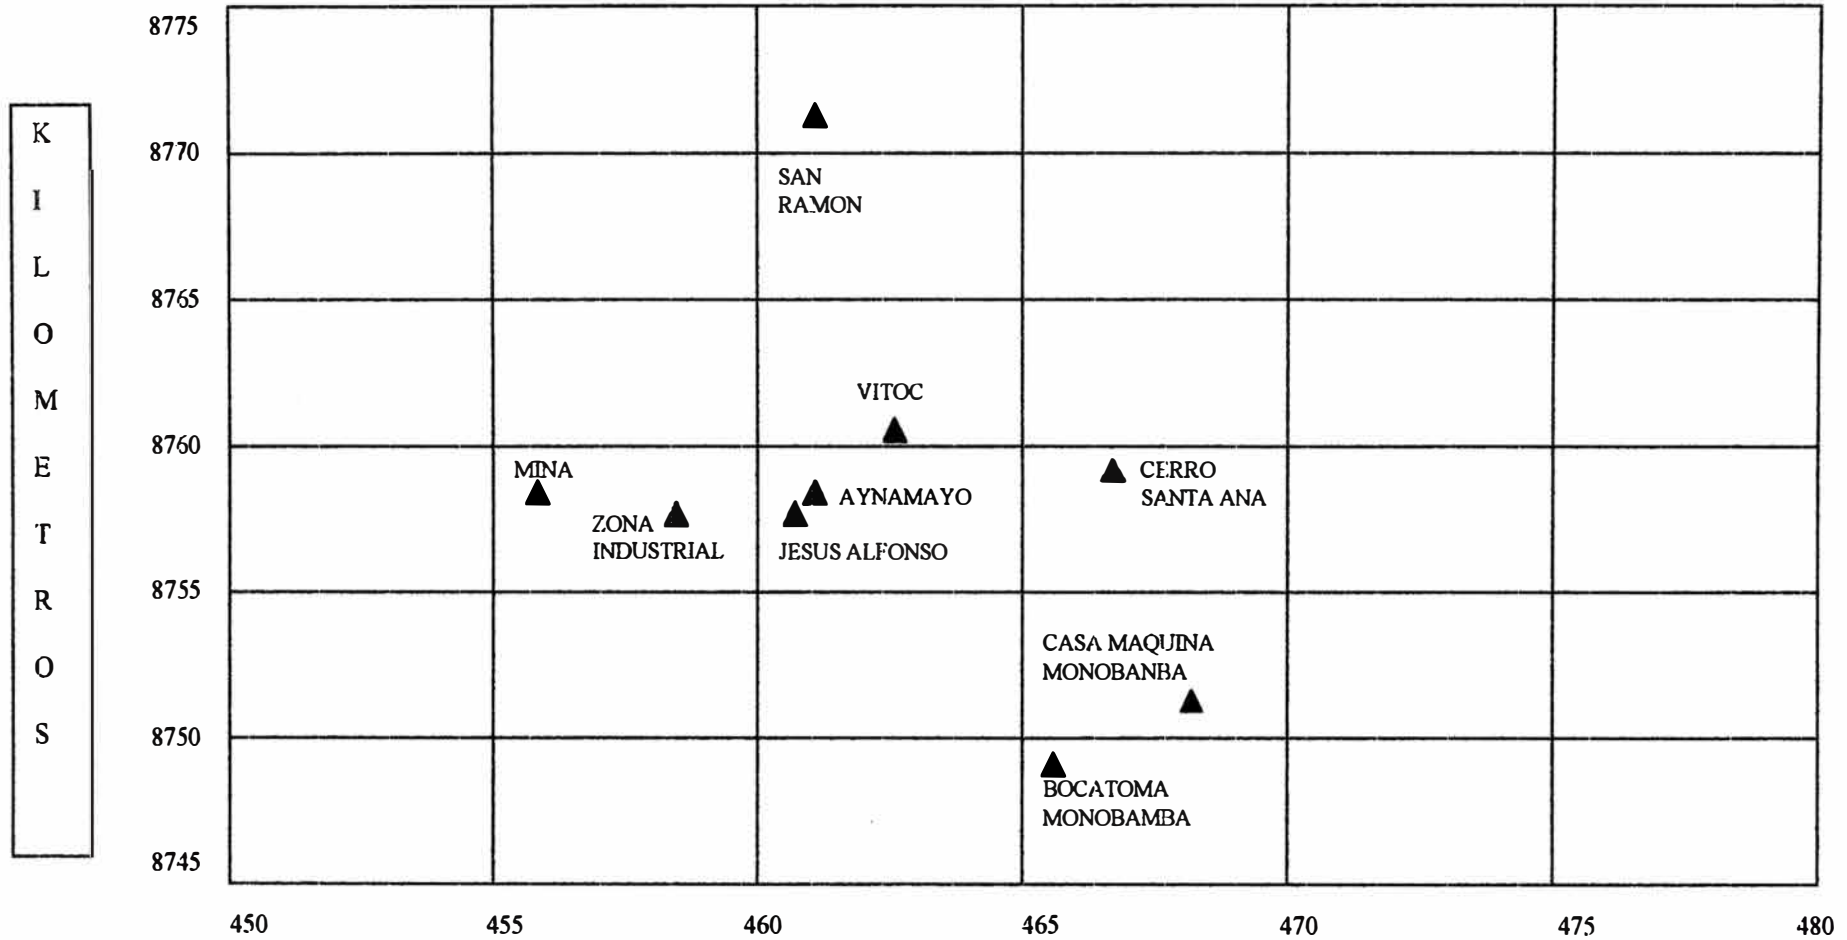 K
I
L
O
M
E
T
R
O
S
8775
8770
8765
8760
8755
8750
8745
SAN
RAMON
VITOC
MINA
ZONA
INDUSTRIAL
AYNAMAYO
JESUS ALFONSO
CERRO
SANTA ANA
CASA MAQUINA
MONOBANBA
BOCATOMA
MONOBAMBA
450 455 460 465 470 475 480